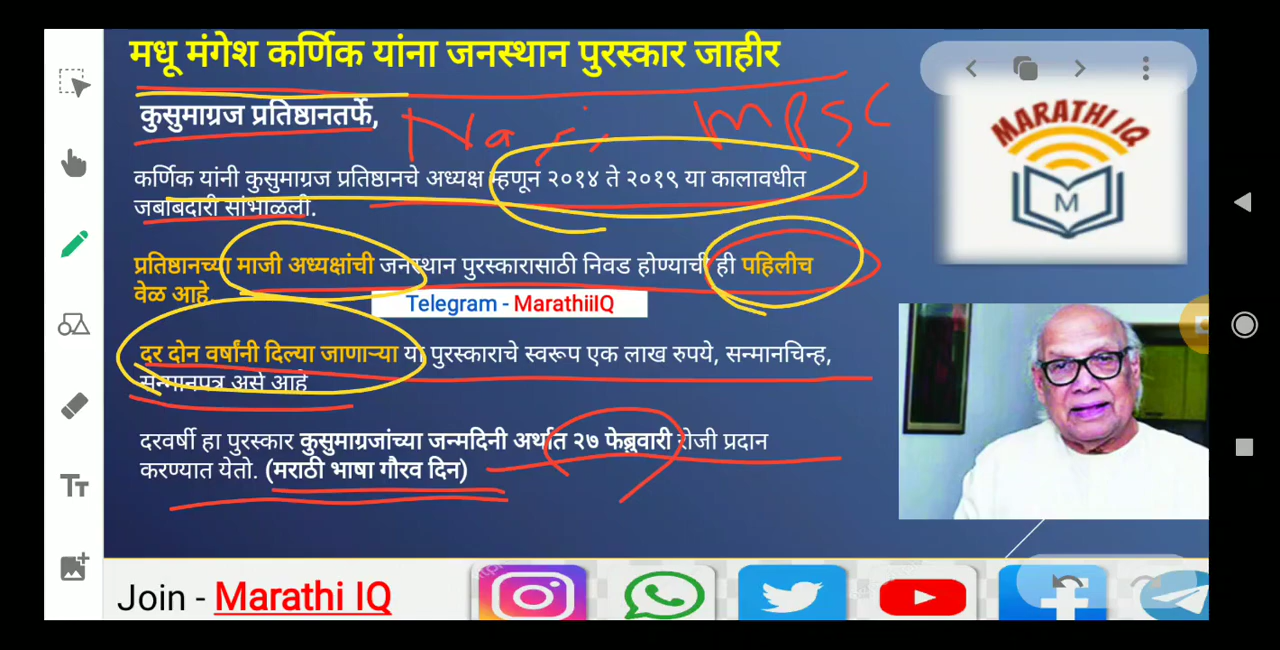 मधू मंगेश कर्णिक यांना जनस्थान पुरस्कार जाहीर
कुसुमाग्रज प्रतिष्ठानतर्फे,
MPSC
कर्णिक यांनी कुसुमाग्रज प्रतिष्ठानचे अध्यक्ष म्हणून २०१४ ते २०१९ या कालावधीत
जबाबदारी सांभाळली.
प्रतिष्ठानच्या माजी अध्यक्षांची जनस्थान पुरस्कारासाठी निवड होण्याची ही पहिलीच
वेळ आहे.
Telegram - MarathiiIQ
दर दोन वर्षांनी दिल्या जाणाऱ्या या पुरस्काराचे स्वरूप एक लाख रुपये, सन्मानचिन्ह,
सन्मानपत्र असे आहे
दरवर्षी हा पुरस्कार कुसुमाग्रजांच्या जन्मदिनी अर्थात २७ फेब्रुवारी रोजी प्रदान
करण्यात येतो. (मराठी भाषा गौरव दिन)
MARATHI IQ
M
Join - Marathi IQ